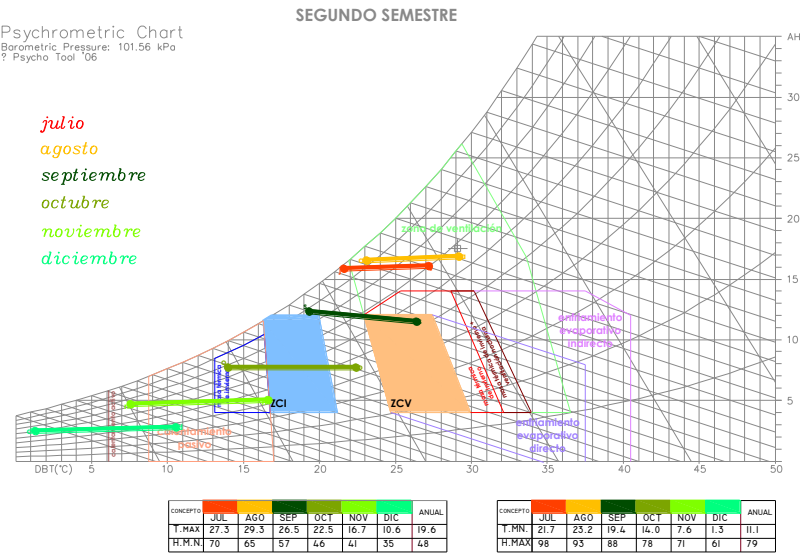 SEGUNDO SEMESTRE
Psychrometric Chart
Barometric Pressure: 101.56 kPa
? Psycho Tool '06
AH
30
25
20
10
5
julio
agosto
septiembre
octubre
noviembre
diciembre
zona de ventilación
enfriamiento
evaporativo
indirecto
ZCI
ZCV
pasivo
enfriamiento
evaporativo
directo
DBT(°C) 5 10 15 20 25 30 35 40 45 50
CONCEPTO JUL AGO SEP OCT NOV DIC ANUAL
T.MAX 27.3 29.3 26.5 22.5 16.7 10.6 19.6
H.M.N. 70 65 57 46 41 35 48
CONCEPTO JUL AGO SEP OCT NOV DIC ANUAL
T.MN. 21.7 23.2 19.4 14.0 7.6 1.3 11.1
H.MAX 98 93 88 78 71 61 79